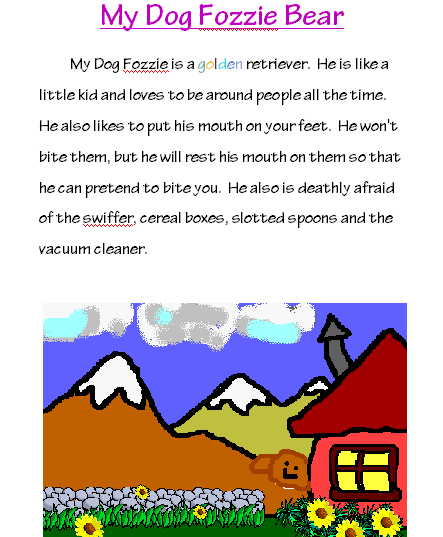 My Dog Fozzie Bear
My Dog Fozzie is a golden retriever. He is like a
little kid and loves to be around people all the time.
He also likes to put his mouth on your feet. He won't
bite them, but he will rest his mouth on them so that
he can pretend to bite you. He also is deathly afraid
of the swiffer, cereal boxes, slotted spoons and the
vacuum cleaner.